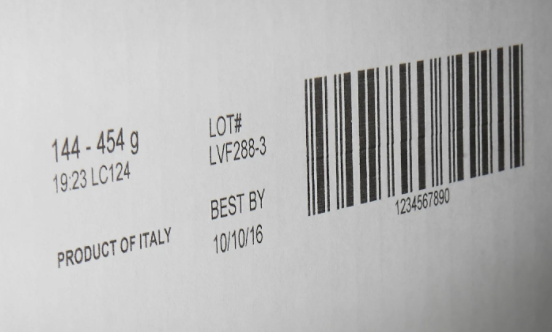 144 - 454 g
19:23 LC124
PRODUCT OF ITALY
LOT#
LVF288-3
BEST BY
10/10/16
1234567890